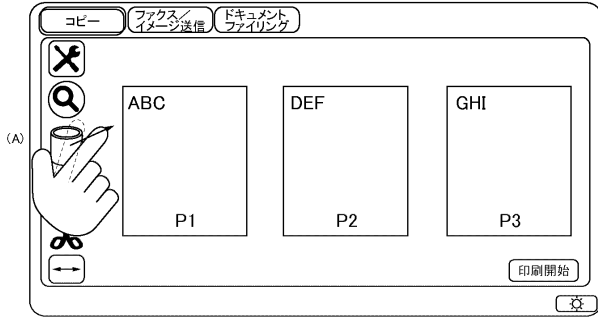 コピー
ファクス／
イメージ送信
ドキュメント
ファイリング
(A)
ABC
DEF
GHI
P1
P2
P3
印刷開始